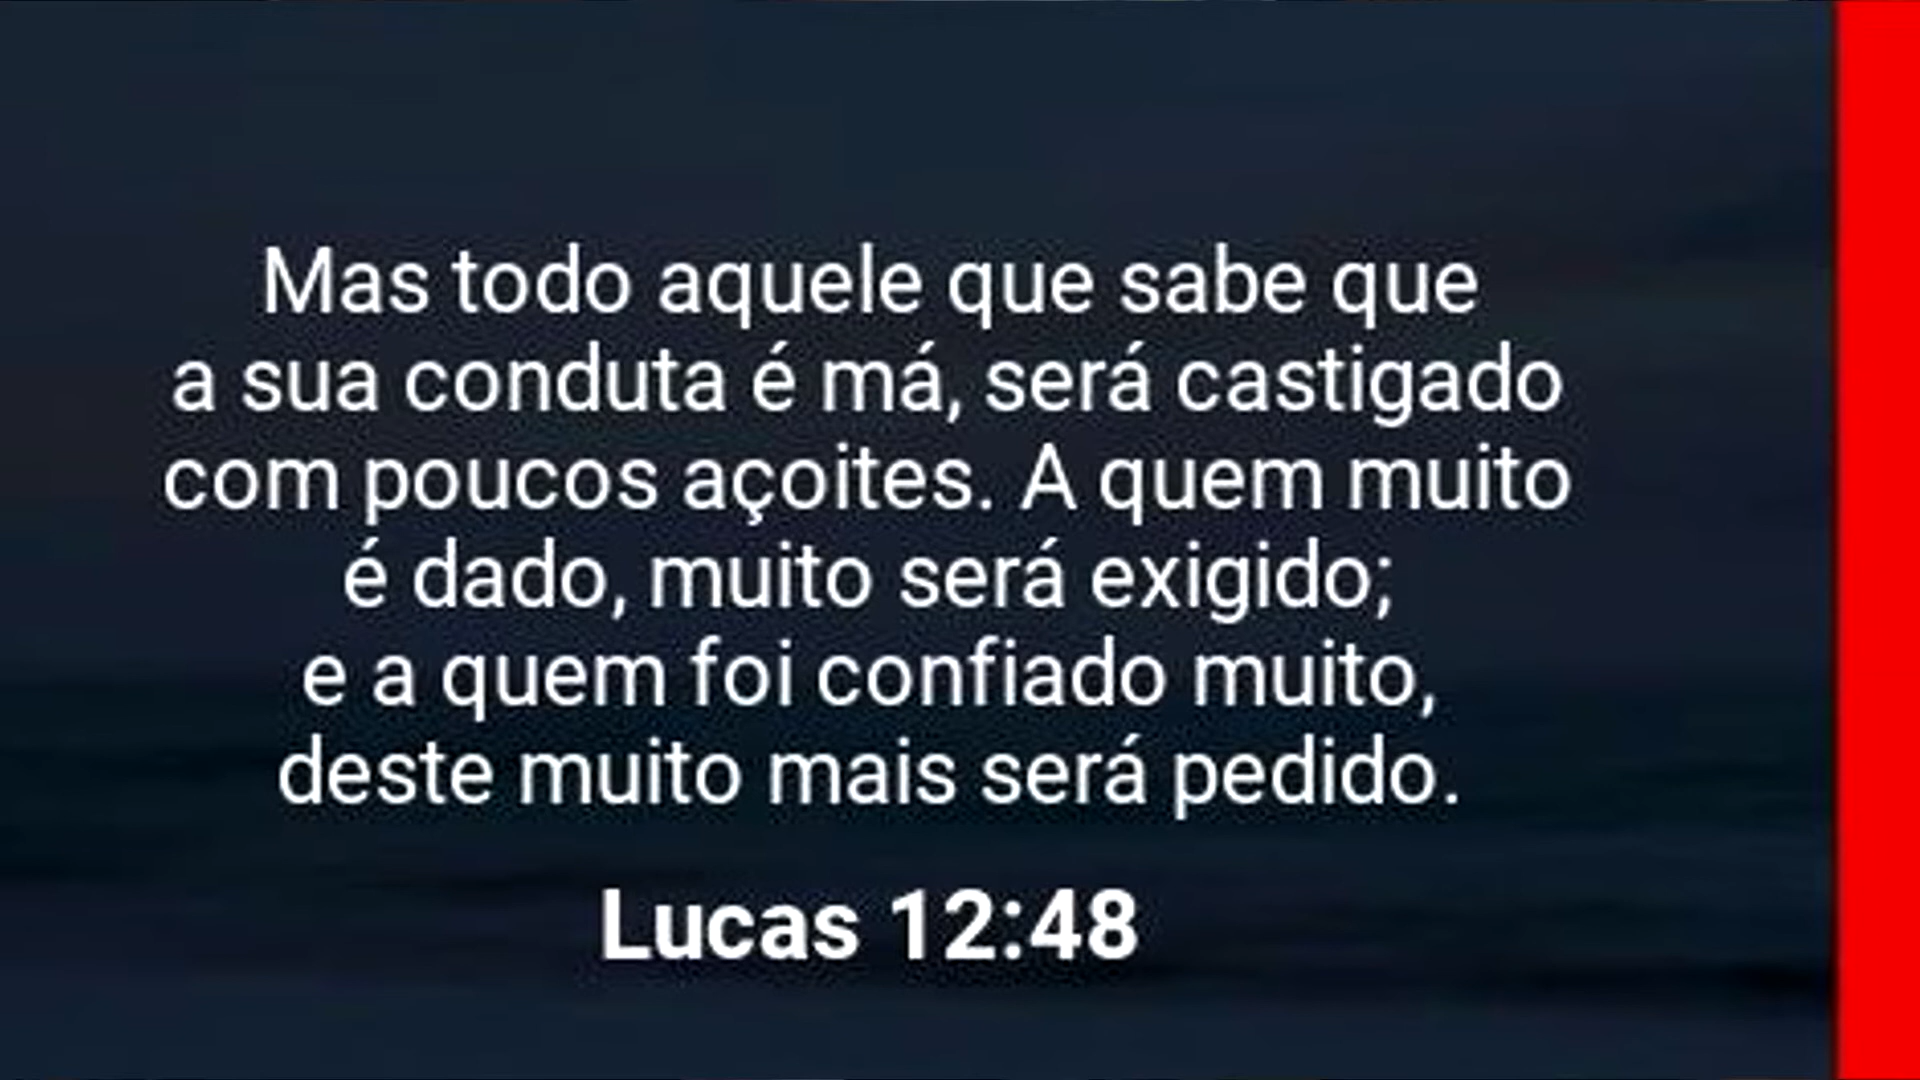 Mas todo aquele que sabe que
a sua conduta é má, será castigado
com poucos açoites. A quem muito
é dado, muito será exigido;
e a quem foi confiado muito,
deste muito mais será pedido.
Lucas 12:48